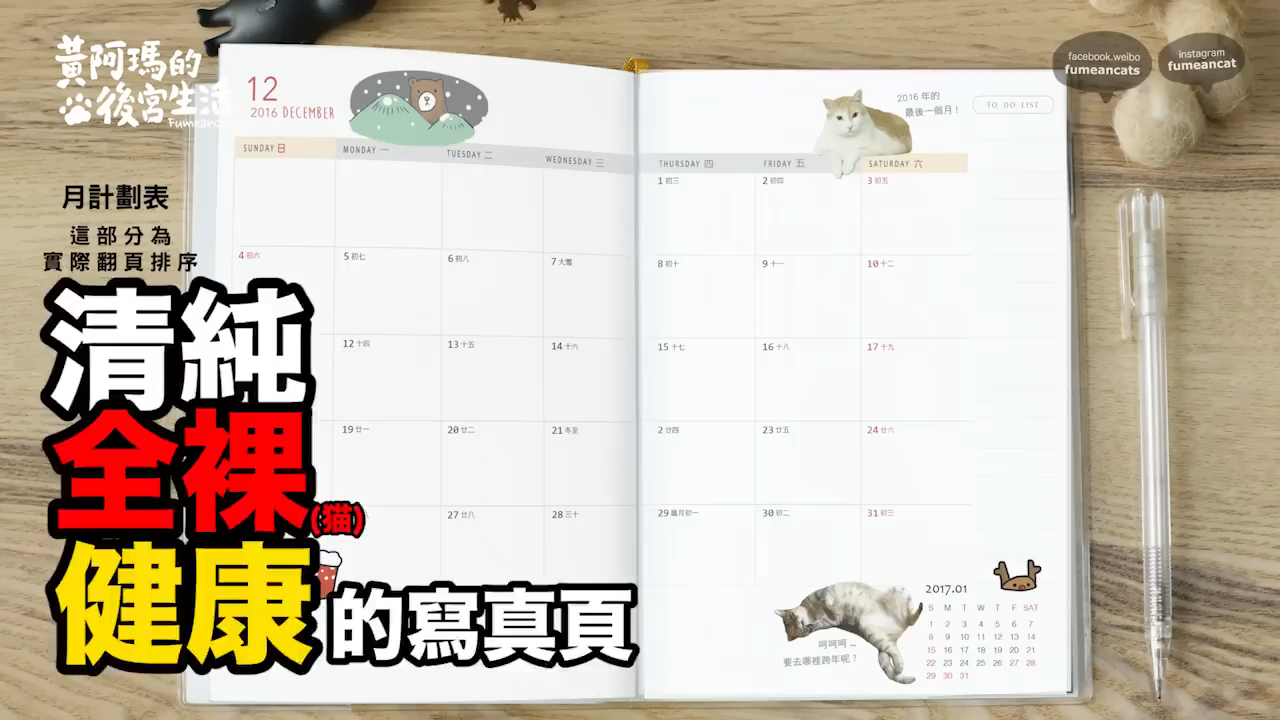 黃阿瑪的
後宮生活
Fumeancats
facebook.weibo
fumeancats
instagram
fumeancat
月計劃表
這部分為
實際翻頁排序
清純
全裸(猫)
健康的寫真頁
12
2016 DECEMBER
2016 年的
最後一個月！
TO DO LIST
SUNDAY 日 MONDAY 一 TUESDAY 二 WEDNESDAY 三 THURSDAY 四 FRIDAY 五 SATURDAY 六
1 初三 2 初四 3 初五
4 初六 5 初七 6 初八 7 大雪 8 初十 9 十一 10 十二
12 十四 13 十五 14 十六 15 十七 16 十八 17 十九
19 廿一 20 廿二 21 冬至 2 廿四 23 廿五 24 廿六
27 廿八 28 三十 29 臘月初一 30 初二 31 初三
呵呵呵...
要去哪裡跨年呢？
2017.01
S M T W T F SAT
1 2 3 4 5 6 7
8 9 10 11 12 13 14
15 16 17 18 19 20 21
22 23 24 25 26 27 28
29 30 31